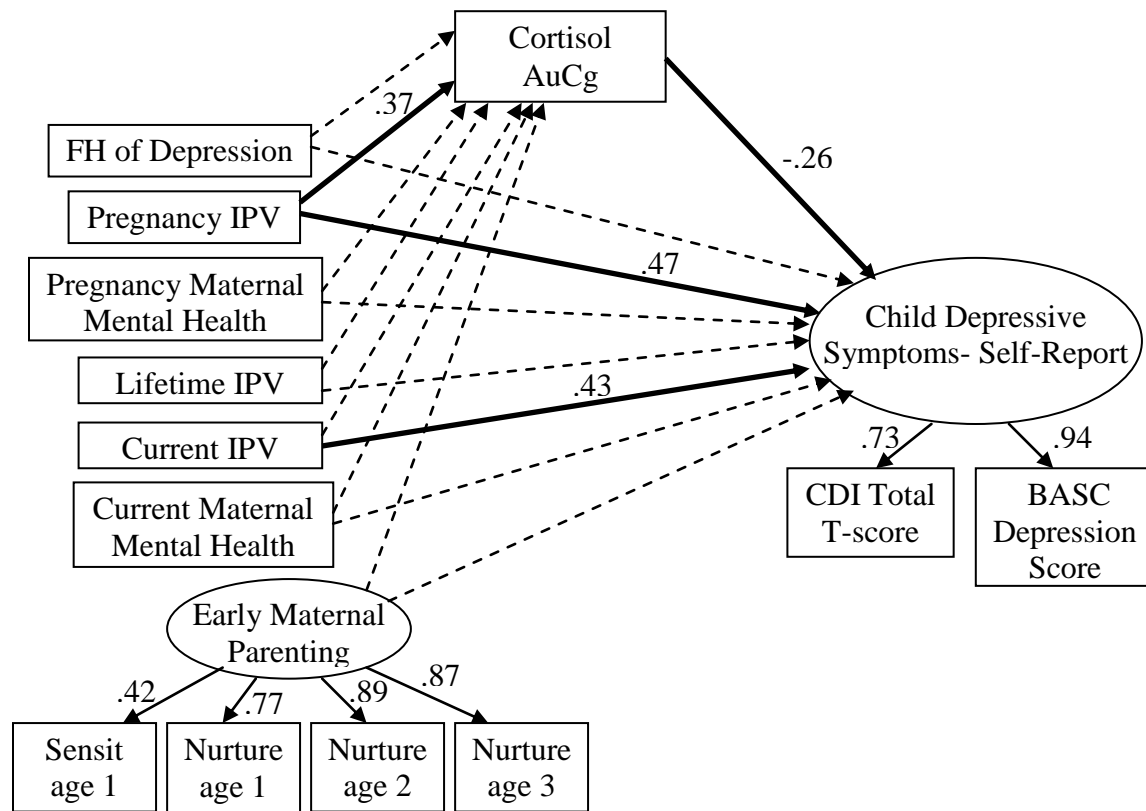 Cortisol
AuCg
.37
FH of Depression
-.26
Pregnancy IPV
.47
Pregnancy Maternal
Mental Health
Child Depressive
Symptoms- Self-Report
Lifetime IPV
.43
Current IPV
.73
.94
Current Maternal
Mental Health
CDI Total
T-score
BASC
Depression
Score
Early Maternal
Parenting
.42
.77
.89
.87
Sensit
age 1
Nurture
age 1
Nurture
age 2
Nurture
age 3